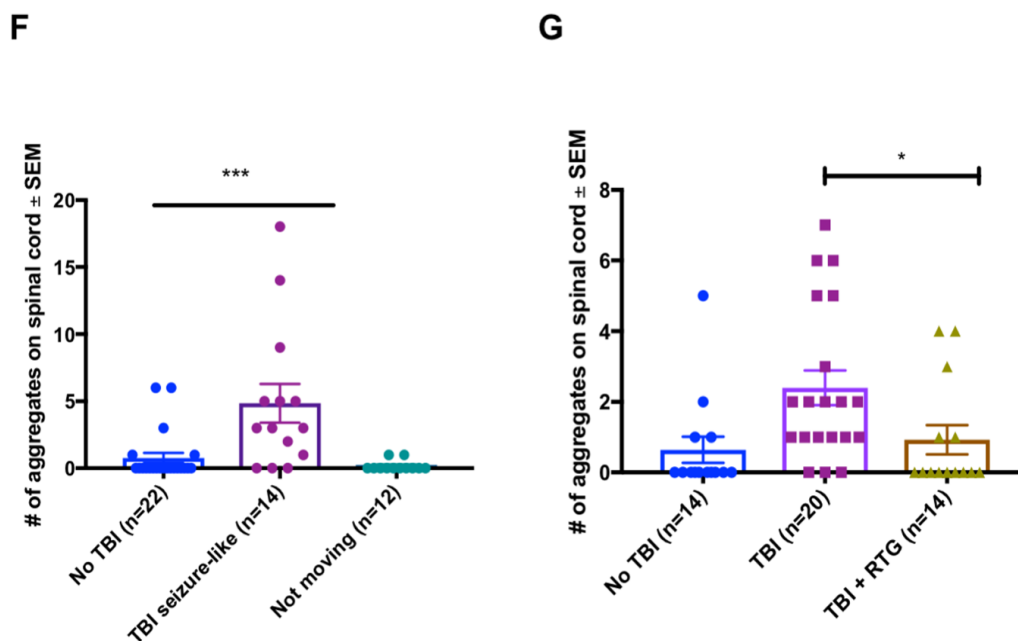 F
# of aggregates on spinal cord ± SEM
***
20
15
10
5
0
No TBI (n=22)
TBI seizure-like (n=14)
Not moving (n=12)
G
# of aggregates on spinal cord ± SEM
*
8
6
4
2
0
No TBI (n=14)
TBI (n=20)
TBI + RTG (n=14)